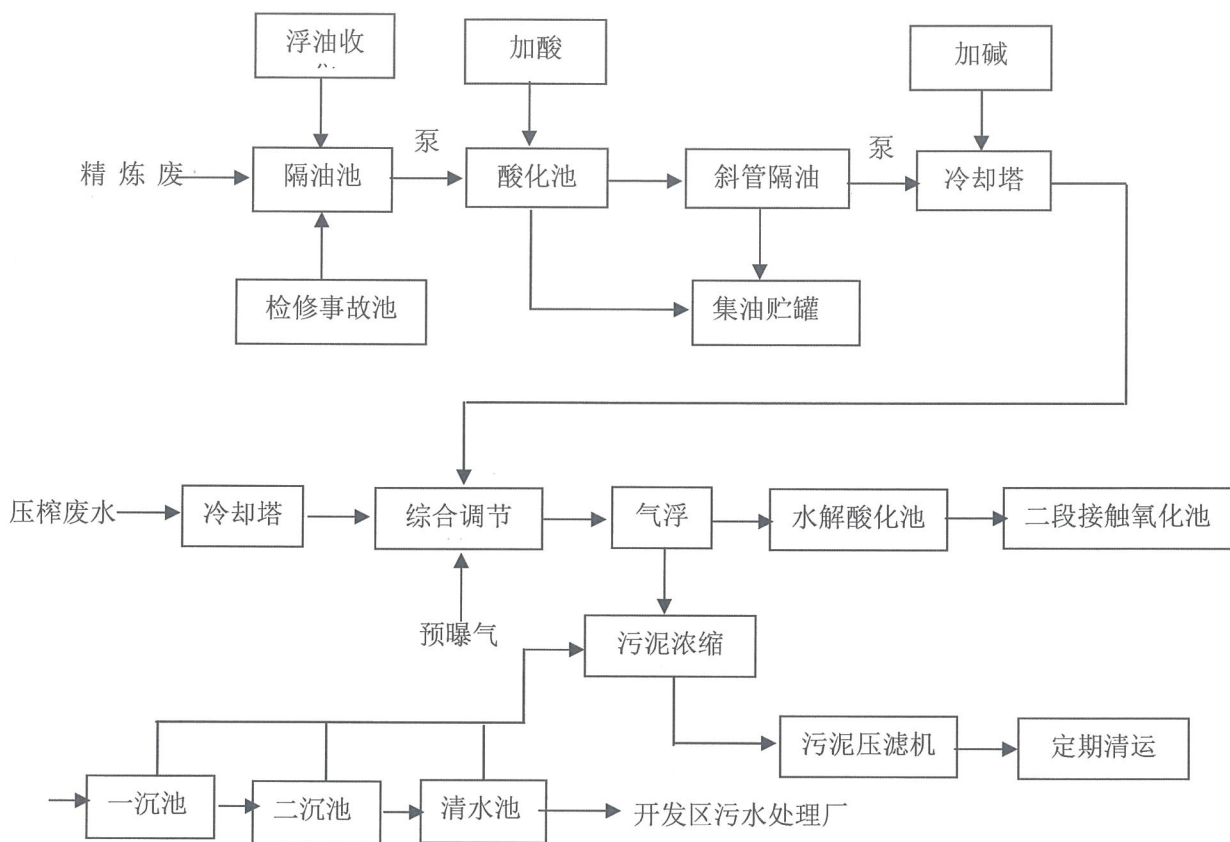 浮油收
加酸
加碱
泵
泵
精 炼 废
隔油池
酸化池
斜管隔油
冷却塔
检修事故池
集油贮罐
压榨废水
冷却塔
综合调节
气浮
水解酸化池
二段接触氧化池
预曝气
污泥浓缩
污泥压滤机
定期清运
一沉池
二沉池
清水池
开发区污水处理厂